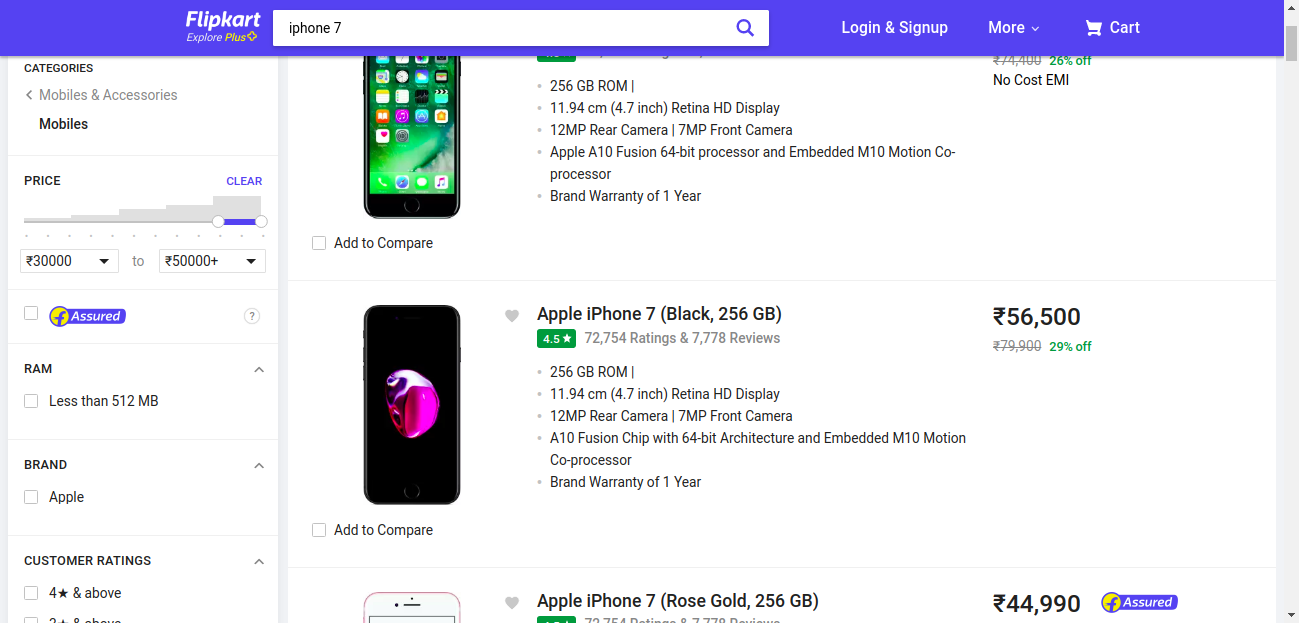 Flipkart
Explore Plus
iphone 7
Login & Signup
More
Cart
CATEGORIES
Mobiles & Accessories
Mobiles
PRICE
CLEAR
₹30000
to
₹50000+
Assured
?
RAM
Less than 512 MB
BRAND
Apple
CUSTOMER RATINGS
4★ & above
₹74,400 26% off
No Cost EMI
256 GB ROM |
11.94 cm (4.7 inch) Retina HD Display
12MP Rear Camera | 7MP Front Camera
Apple A10 Fusion 64-bit processor and Embedded M10 Motion Co-
processor
Brand Warranty of 1 Year
Add to Compare
Apple iPhone 7 (Black, 256 GB)
4.5★ 72,754 Ratings & 7,778 Reviews
₹56,500
₹79,900 29% off
256 GB ROM |
11.94 cm (4.7 inch) Retina HD Display
12MP Rear Camera | 7MP Front Camera
A10 Fusion Chip with 64-bit Architecture and Embedded M10 Motion
Co-processor
Brand Warranty of 1 Year
Add to Compare
Apple iPhone 7 (Rose Gold, 256 GB)
₹44,990
Assured
72,754 Ratings & 7,778 Reviews